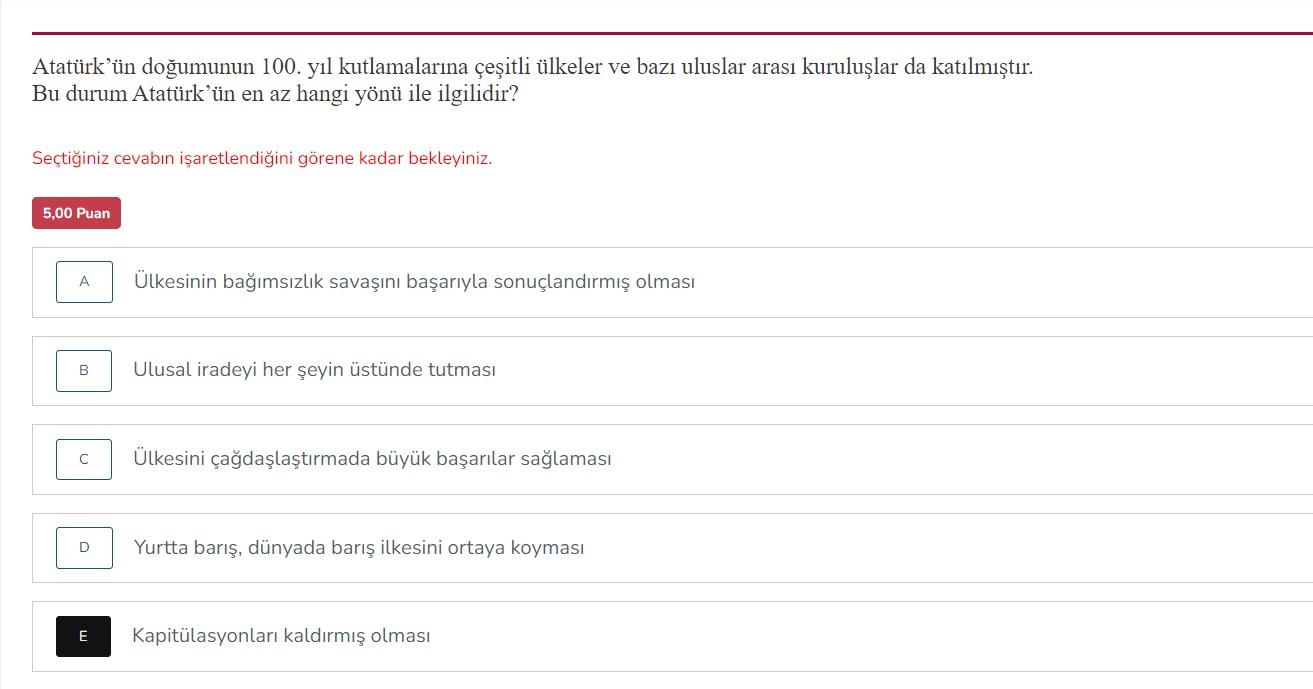 Atatürk’ün doğumunun 100. yıl kutlamalarına çeşitli ülkeler ve bazı uluslar arası kuruluşlar da katılmıştır.
Bu durum Atatürk’ün en az hangi yönü ile ilgilidir?
Seçtiğiniz cevabın işaretlendiğini görene kadar bekleyiniz.
5,00 Puan
A Ülkesinin bağımsızlık savaşını başarıyla sonuçlandırmış olması
B Ulusal iradeyi her şeyin üstünde tutması
C Ülkesini çağdaşlaştırmada büyük başarılar sağlaması
D Yurtta barış, dünyada barış ilkesini ortaya koyması
E Kapitülasyonları kaldırmış olması